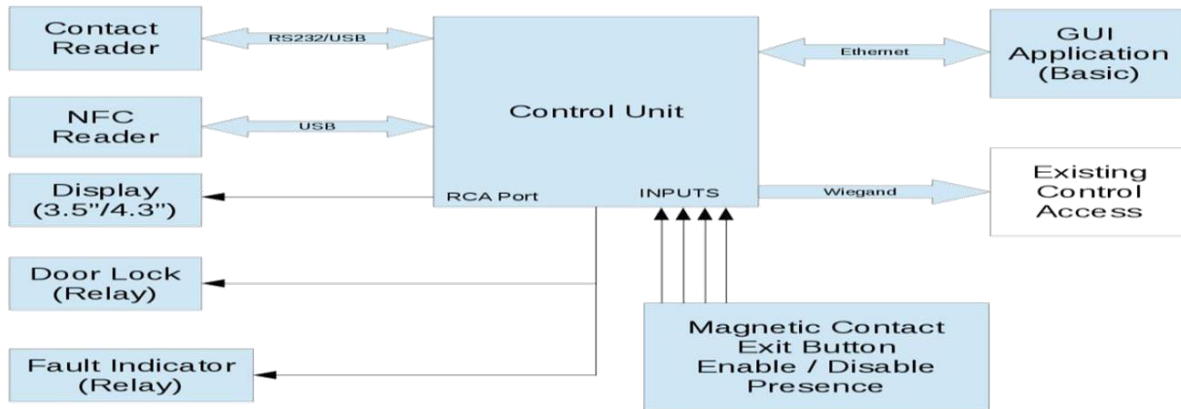 Contact
Reader
RS232/USB
Control Unit
Ethernet
GUI
Application
(Basic)
NFC
Reader
USB
Display
(3.5"/4.3")
RCA Port
INPUTS
Wiegand
Existing
Control
Access
Door Lock
(Relay)
Fault Indicator
(Relay)
Magnetic Contact
Exit Button
Enable / Disable
Presence